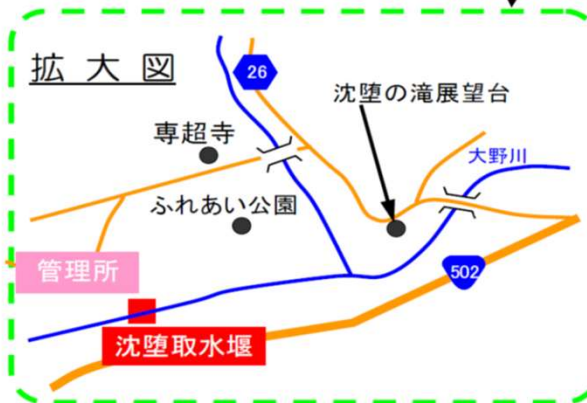 拡大図
26
沈堕の滝展望台
専超寺
大野川
ふれあい公園
管理所
502
沈堕取水堰